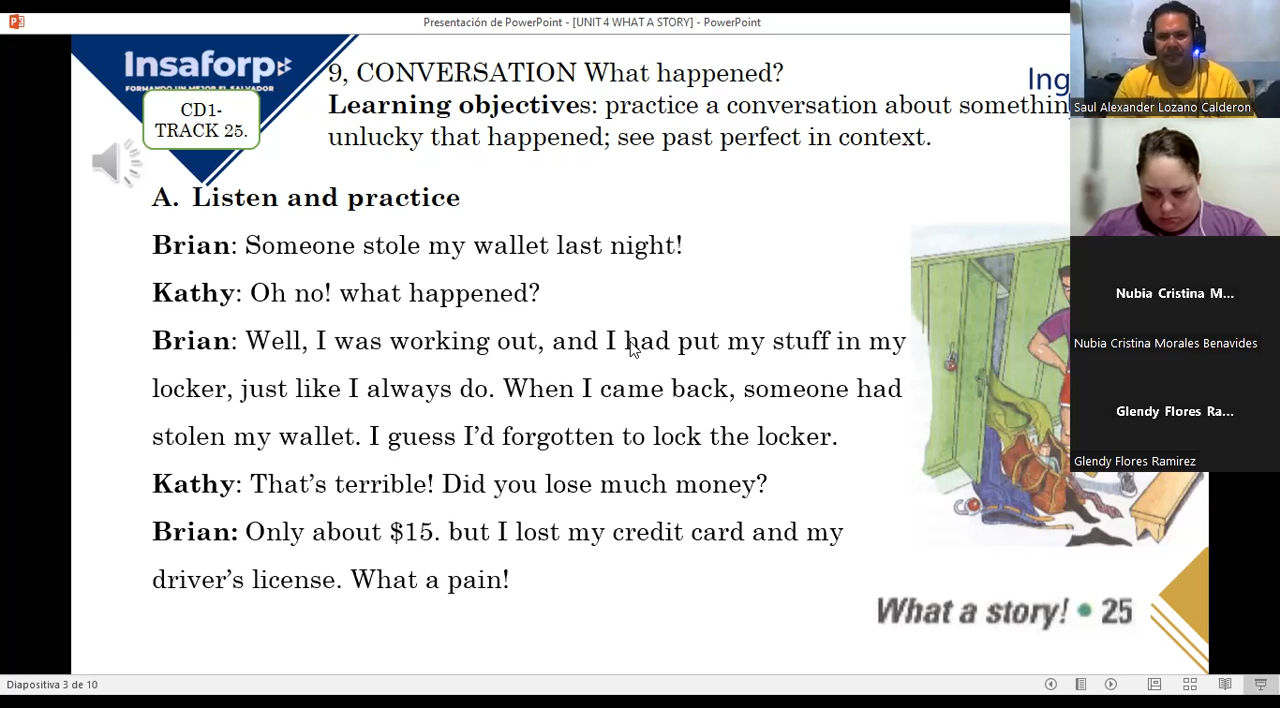 Presentación de PowerPoint - [UNIT 4 WHAT A STORY] - PowerPoint
Insaforp
FORMANDO UN MEJOR EL SALVADOR
CD1-
TRACK 25.
9, CONVERSATION What happened?
Ing
Learning objectives: practice a conversation about somethin
unlucky that happened; see past perfect in context.
A. Listen and practice
Brian: Someone stole my wallet last night!
Kathy: Oh no! what happened?
Brian: Well, I was working out, and I had put my stuff in my
locker, just like I always do. When I came back, someone had
stolen my wallet. I guess I’d forgotten to lock the locker.
Kathy: That’s terrible! Did you lose much money?
Brian: Only about $15. but I lost my credit card and my
driver’s license. What a pain!
What a story! • 25
Saul Alexander Lozano Calderon
Nubia Cristina M...
Nubia Cristina Morales Benavides
Glendy Flores Ra...
Glendy Flores Ramirez
Diapositiva 3 de 10